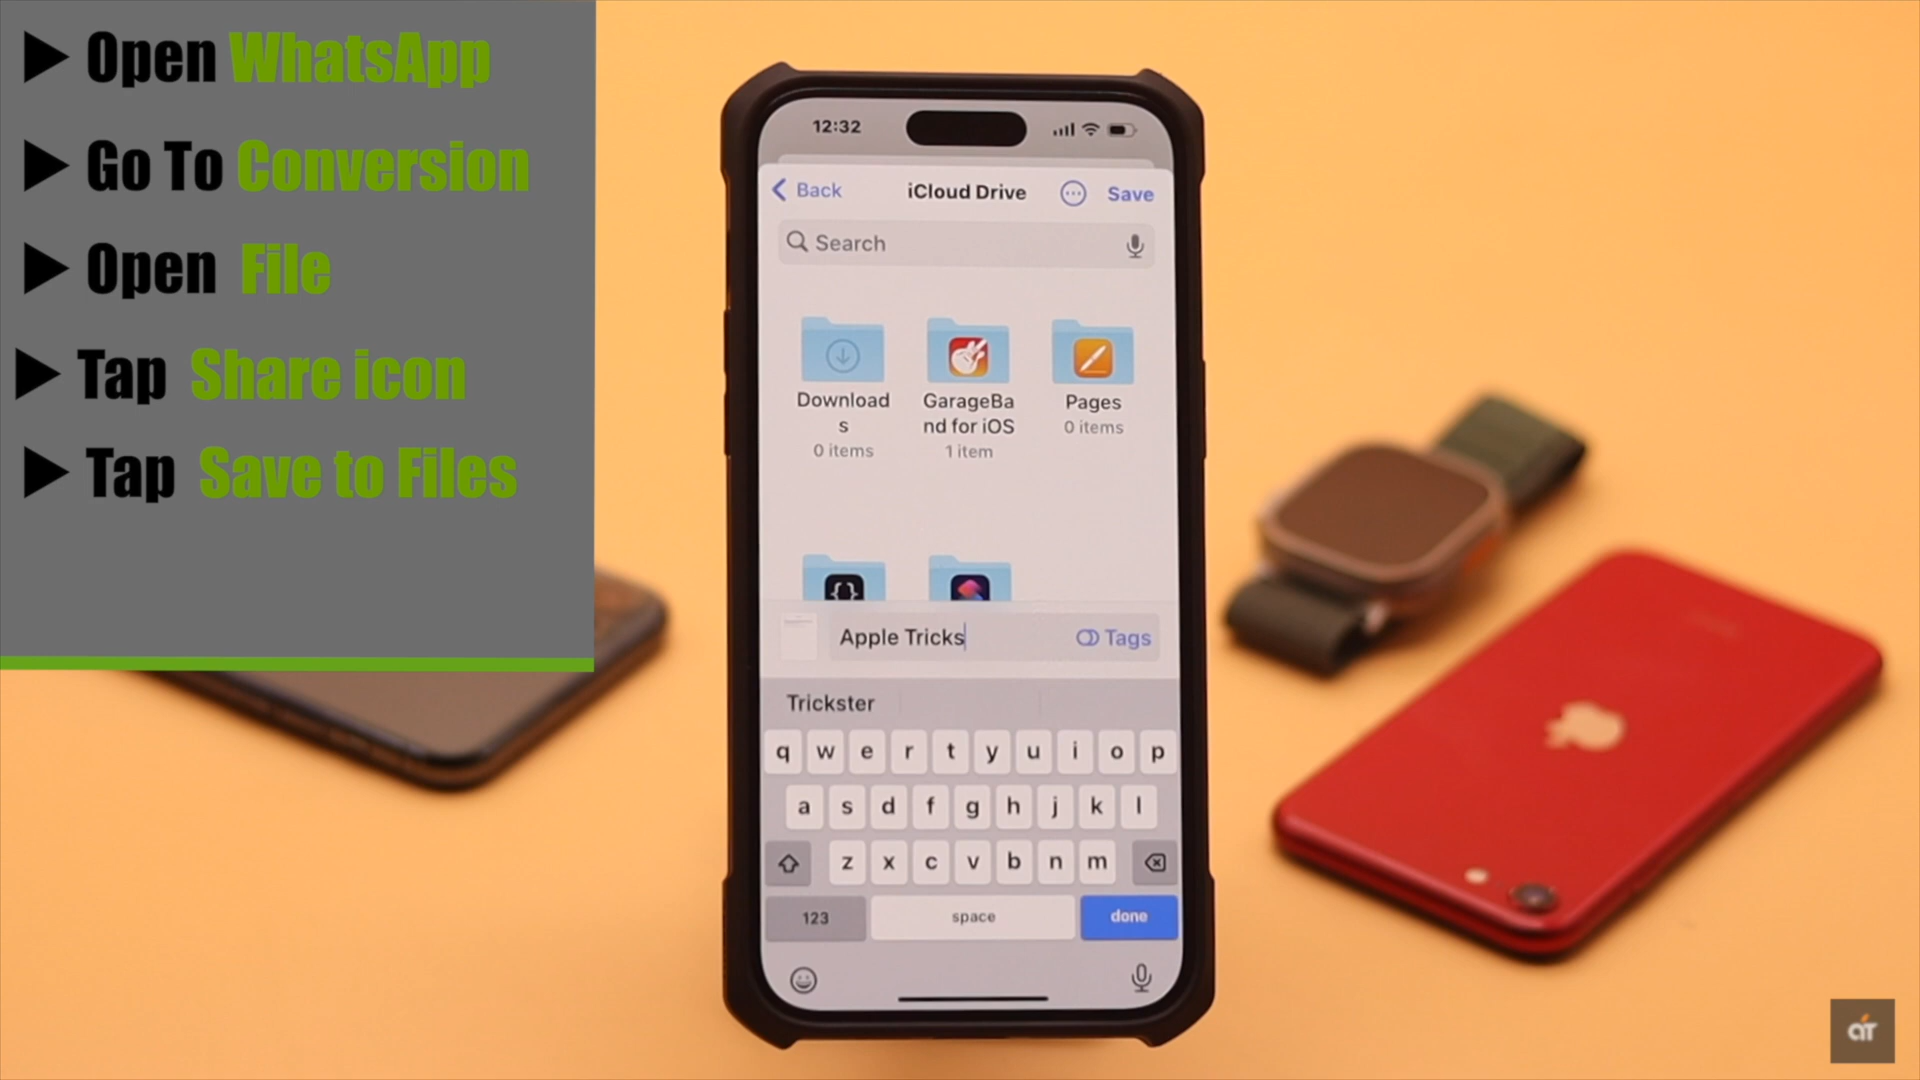 ▶ Open WhatsApp
▶ Go To Conversion
▶ Open File
▶ Tap Share icon
▶ Tap Save to Files
12:32
Back iCloud Drive Save
Search
Download
s
0 items
GarageBa
nd for iOS
1 item
Pages
0 items
{}
Apple Tricks Tags
Trickster
q w e r t y u i o p
a s d f g h j k l
z x c v b n m
123 space done
aT